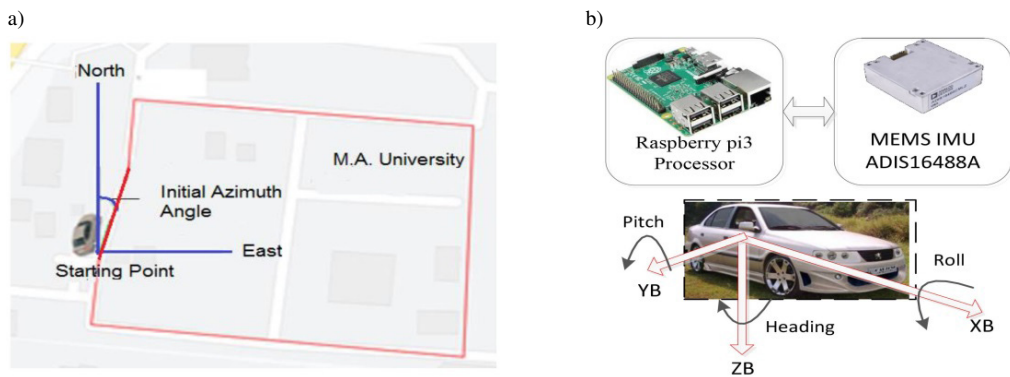 a)
North
M.A. University
Initial Azimuth
Angle
East
Starting Point
b)
Raspberry pi3
Processor
MEMS IMU
ADIS16488A
Pitch
YB
Roll
XB
Heading
ZB